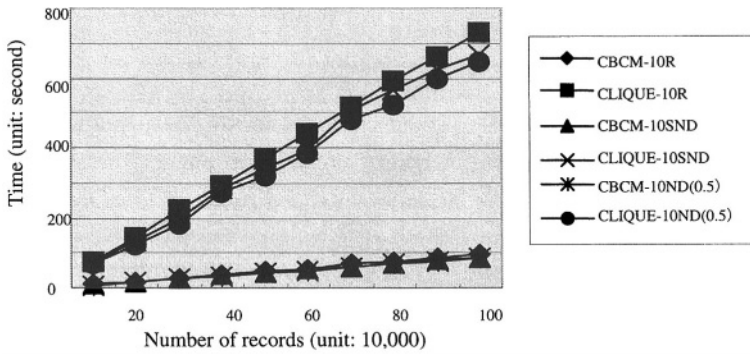 Time (unit: second)
800
600
400
200
0
20 40 60 80 100
Number of records (unit: 10,000)
CBCM-10R
CLIQUE-10R
CBCM-10SND
CLIQUE-10SND
CBCM-10ND(0.5)
CLIQUE-10ND(0.5)